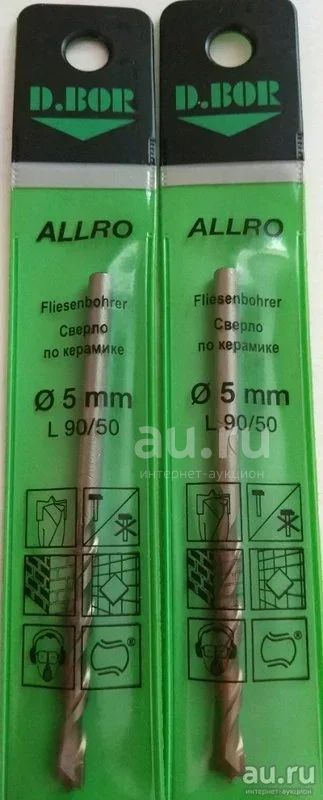 D.BOR
ALLRO
Fliesenbohrer
Сверло
по керамике
Ø 5 mm
L 90/50
®
D.BOR
ALLRO
Fliesenbohrer
Сверло
по керамике
Ø 5 mm
L 90/50
®
au.ru
интернет-аукцион
au.ru
интернет-аукцион